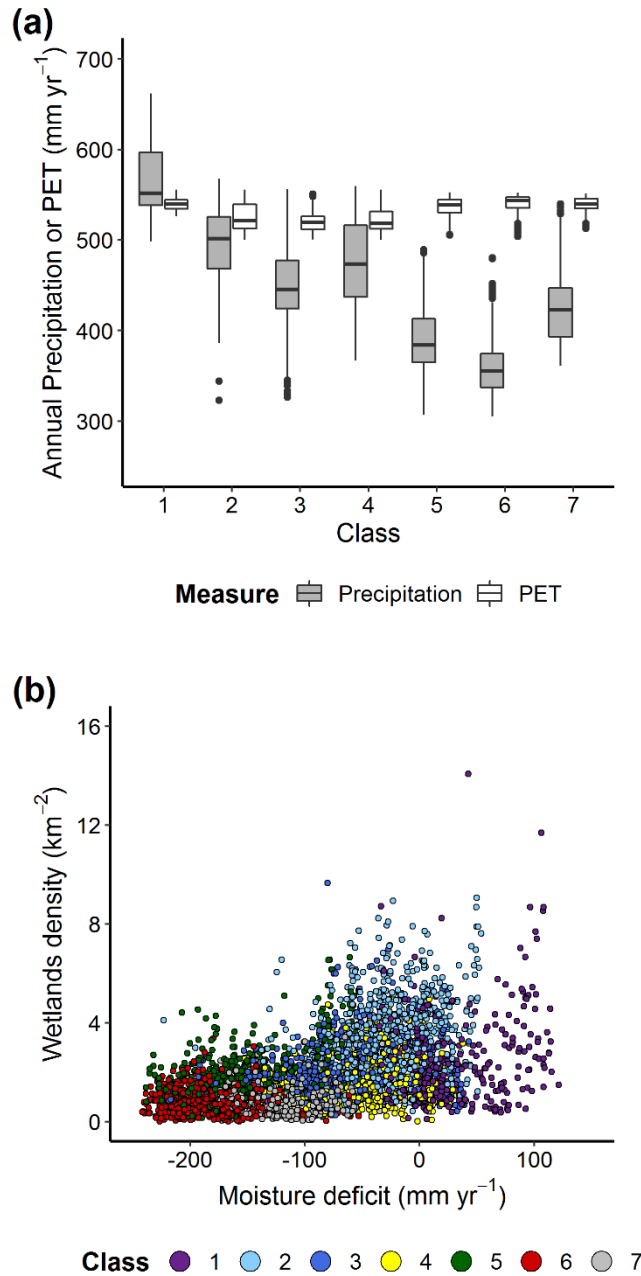 (a)
Annual Precipitation or PET (mm yr⁻¹)
700
600
500
400
300
1 2 3 4 5 6 7
Class
Measure Precipitation PET
(b)
Wetlands density (km⁻²)
16
12
8
4
0
-200 -100 0 100
Moisture deficit (mm yr⁻¹)
Class 1 2 3 4 5 6 7